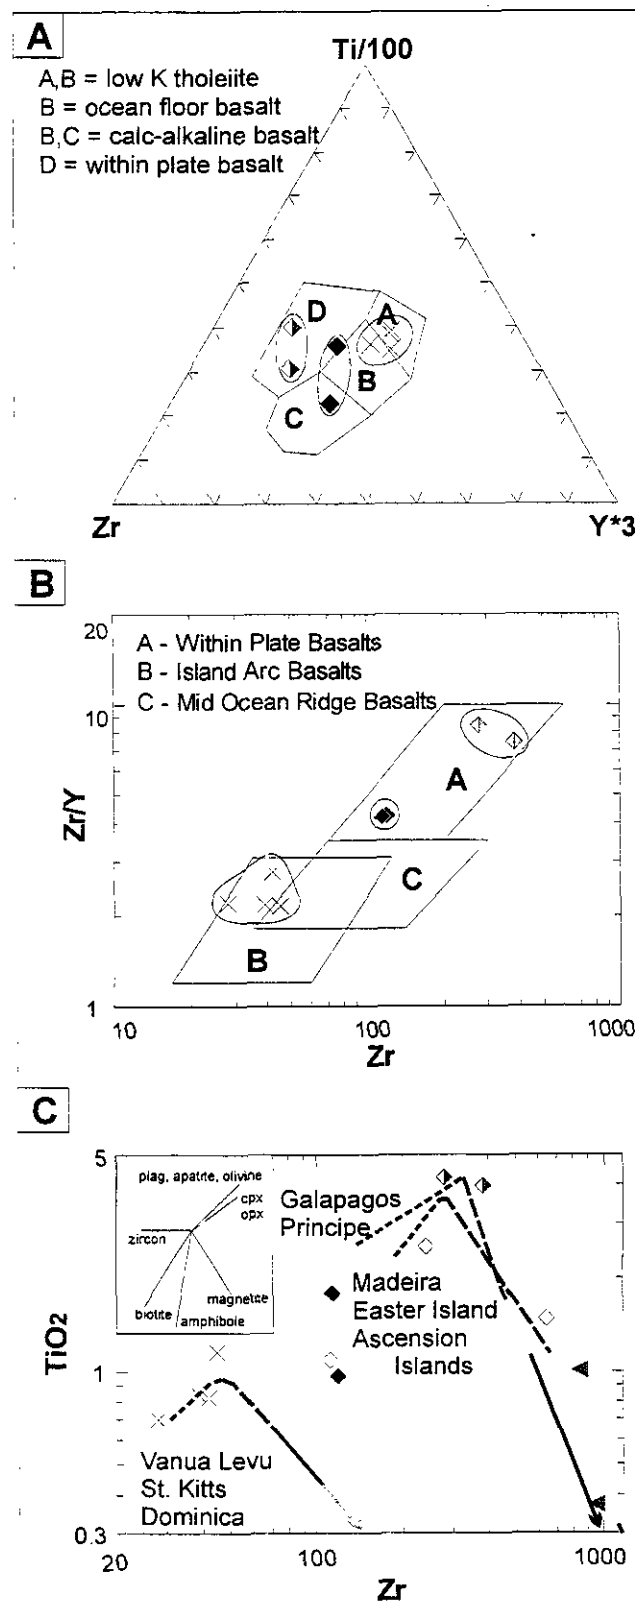 A
Ti/100
A,B = low K tholeiite
B = ocean floor basalt
B,C = calc-alkaline basalt
D = within plate basalt
D
A
B
C
Zr
Y*3
B
20
A - Within Plate Basalts
B - Island Arc Basalts
C - Mid Ocean Ridge Basalts
10
Zr/Y
A
C
B
1
10
100
1000
Zr
C
5
plag, apatite, olivine
cpx
opx
zircon
biotite
magnetite
amphibole
Galapagos
Principe
Madeira
Easter Island
Ascension
Islands
TiO2
1
Vanua Levu
St. Kitts
Dominica
0.3
20
100
1000
Zr